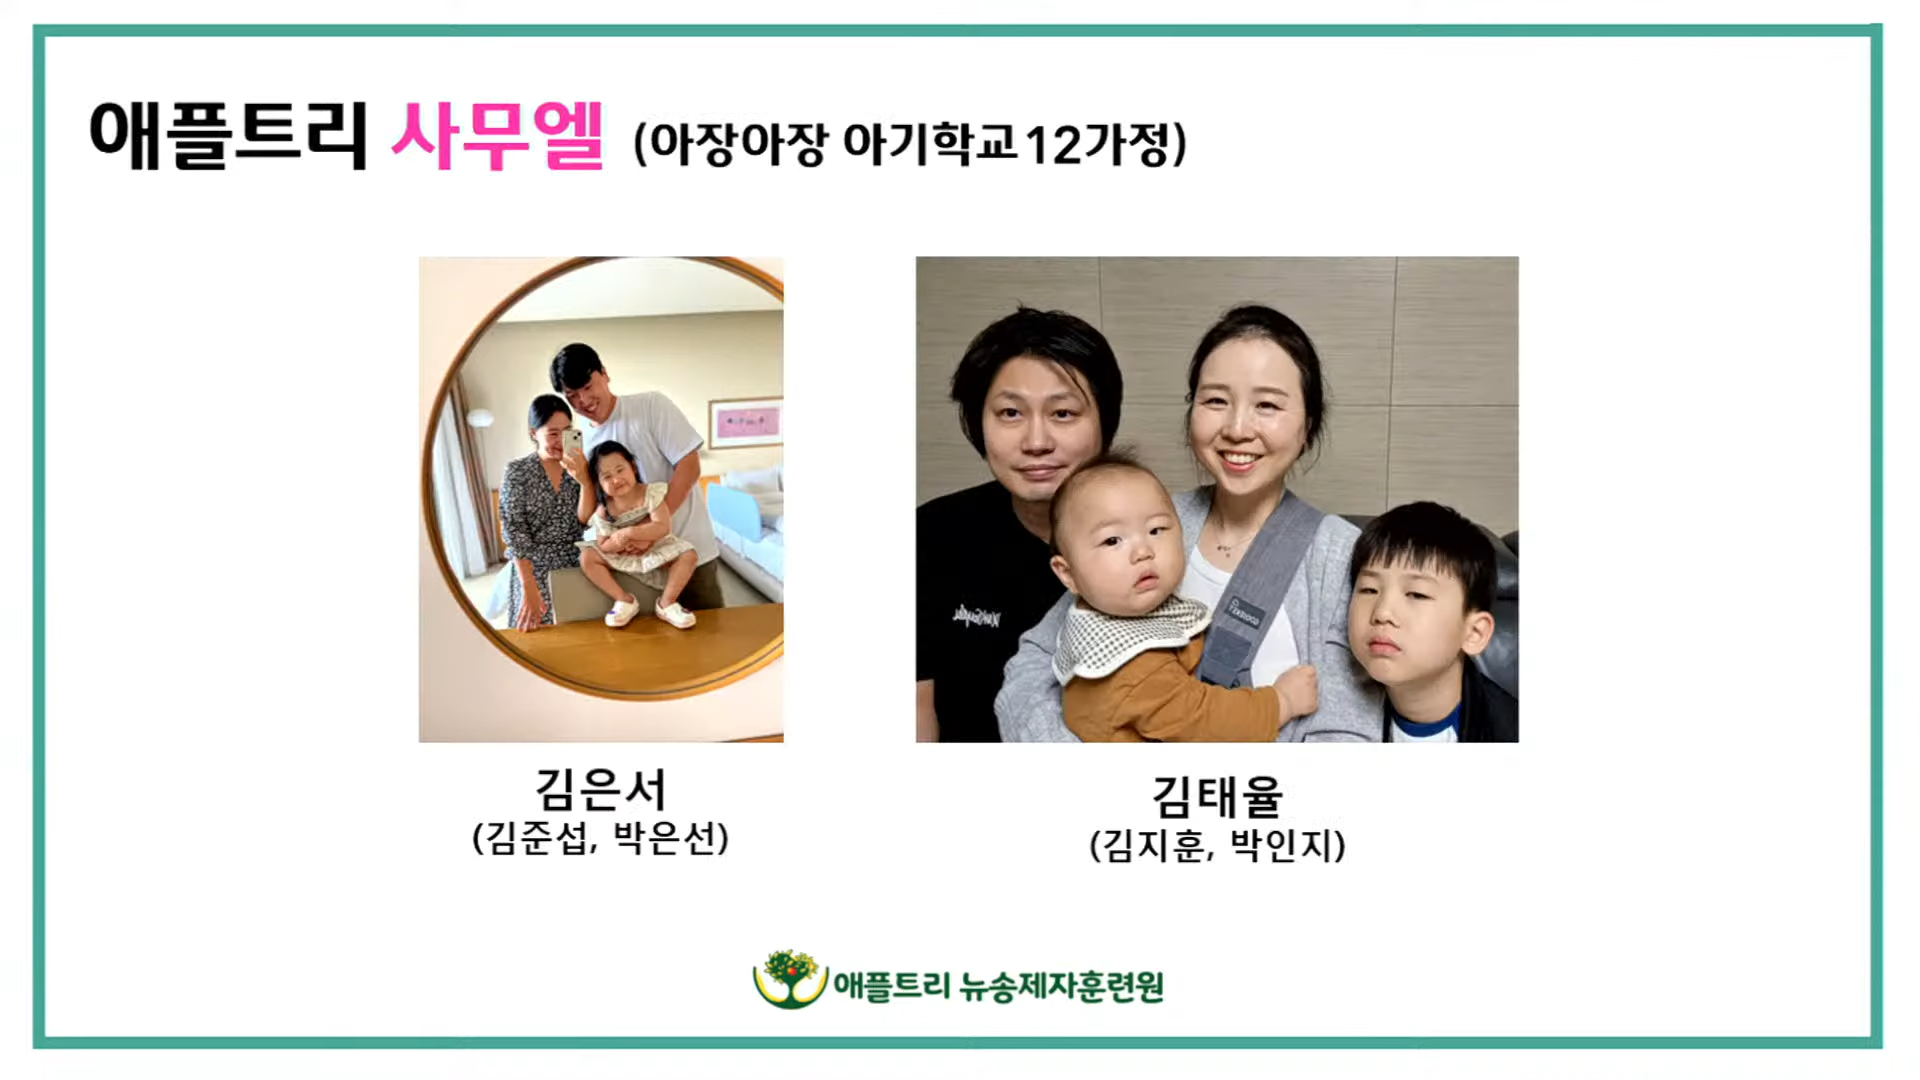 애플트리 사무엘 (아장아장 아기학교12가정)
김은서
(김준섭, 박은선)
김태율
(김지훈, 박인지)
애플트리 뉴송제자훈련원